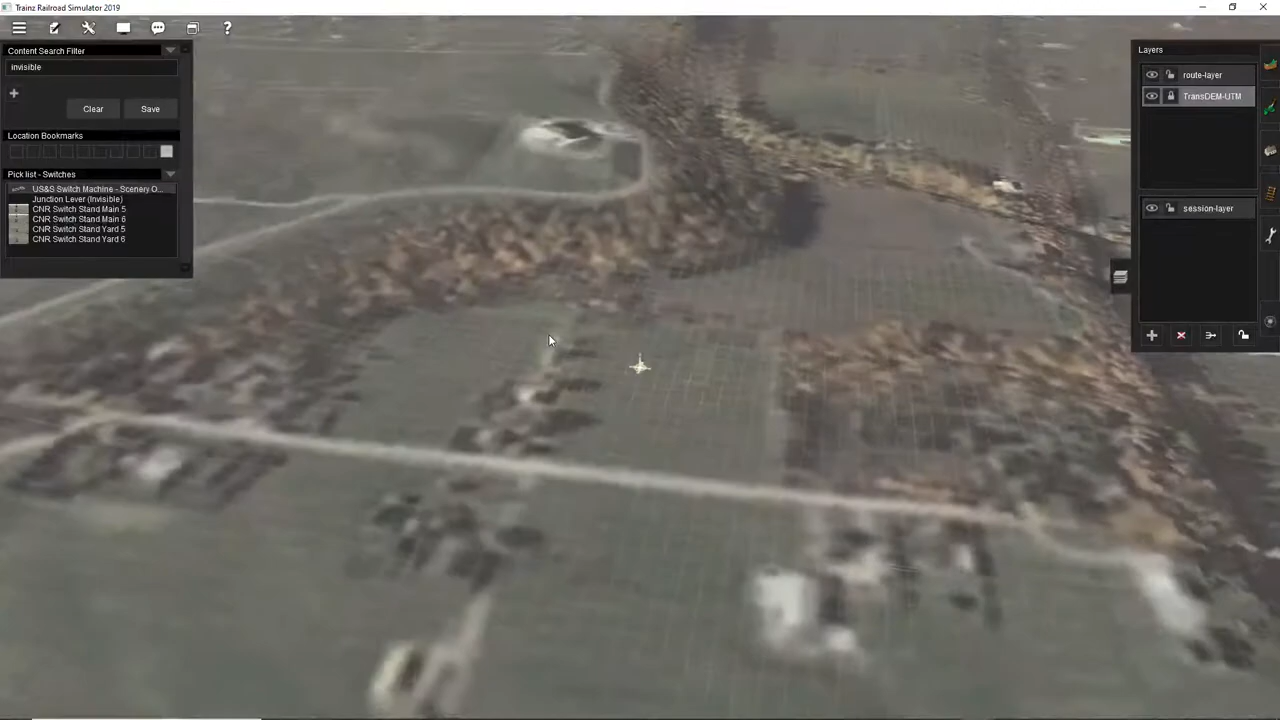 Trainz Railroad Simulator 2019
Content Search Filter
invisible
Clear
Save
Location Bookmarks
Pick list - Switches
US&S Switch Machine - Scenery O...
Junction Lever (Invisible)
CNR Switch Stand Main 5
CNR Switch Stand Main 6
CNR Switch Stand Yard 5
CNR Switch Stand Yard 6
Layers
route-layer
TransDEM-UTM
session-layer